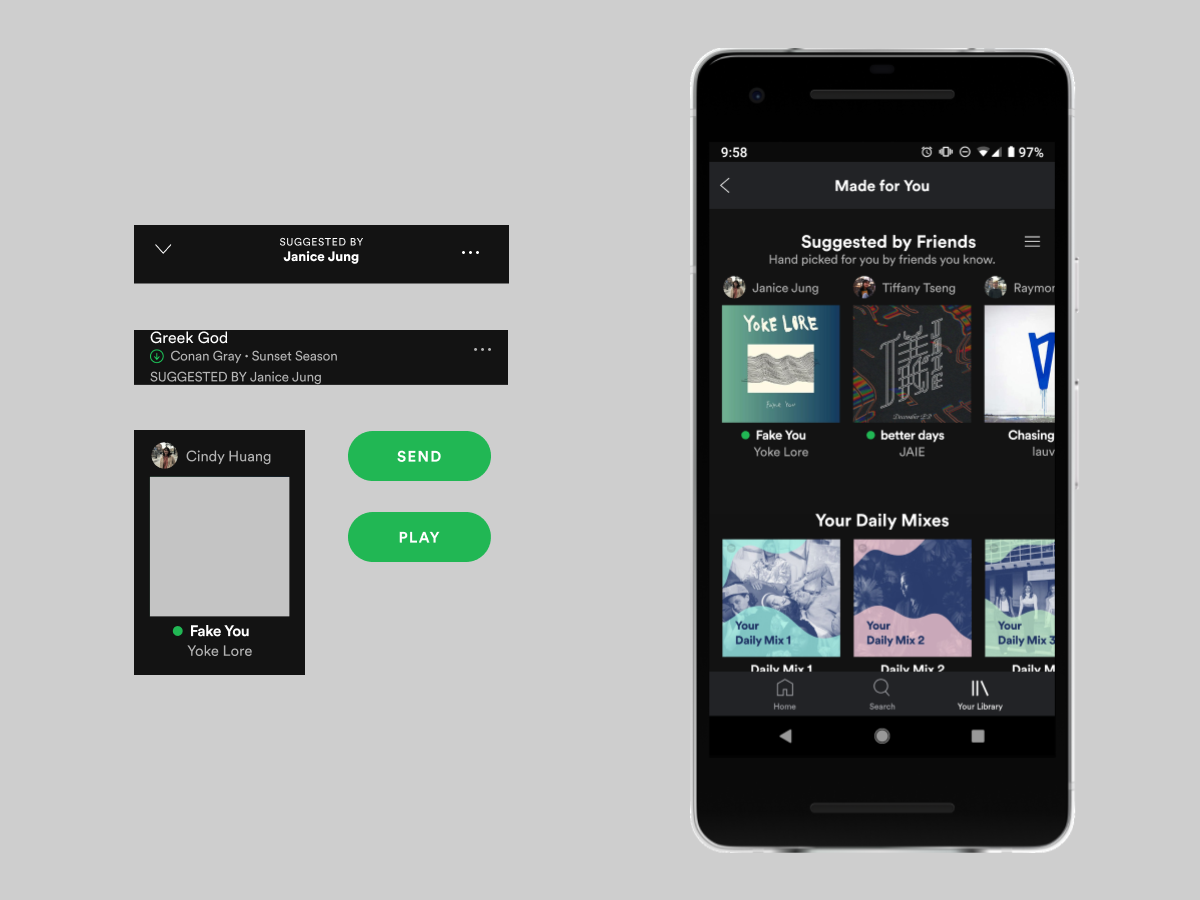 SUGGESTED BY
Janice Jung
Greek God
Conan Gray • Sunset Season
SUGGESTED BY Janice Jung
Cindy Huang
Fake You
Yoke Lore
SEND
PLAY
9:58
97%
Made for You
Suggested by Friends
Hand picked for you by friends you know.
Janice Jung
Tiffany Tseng
Raymor
YOKE LORE
Fake You
December 23
Fake You
Yoke Lore
better days
JAIE
Chasing
lauv
Your Daily Mixes
Your
Daily Mix 1
Your
Daily Mix 2
Your
Daily Mix 3
Daily Mix 1
Daily Mix 2
Daily M
Home
Search
Your Library